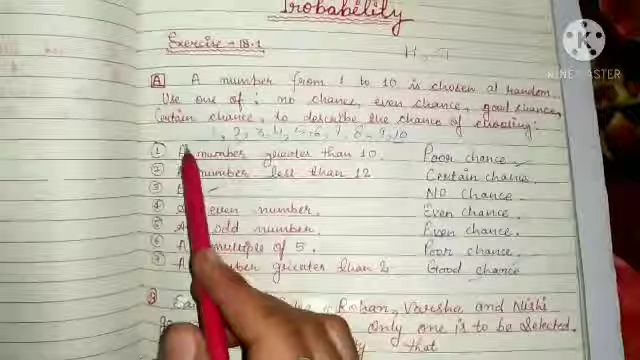 Probability
Exercise - 18.1
H, T
KINEMASTER
A A number from 1 to 10 is chosen at random.
Use one of : no chance, even chance, good chance,
Certain chance, to describe the chance of choosing:
1, 2, 3, 4, 5, 6, 7, 8, 9, 10
① A number greater than 10. Poor chance
② number less than 12 Certain chance
③ No chance
④ even number. Even chance
⑤ odd number. Even chance.
⑥ A multiple of 5. Poor chance
⑦ A number greater than 2 Good chance
B Rohan, Varsha and Nishi
Only one is to be Selected.
that